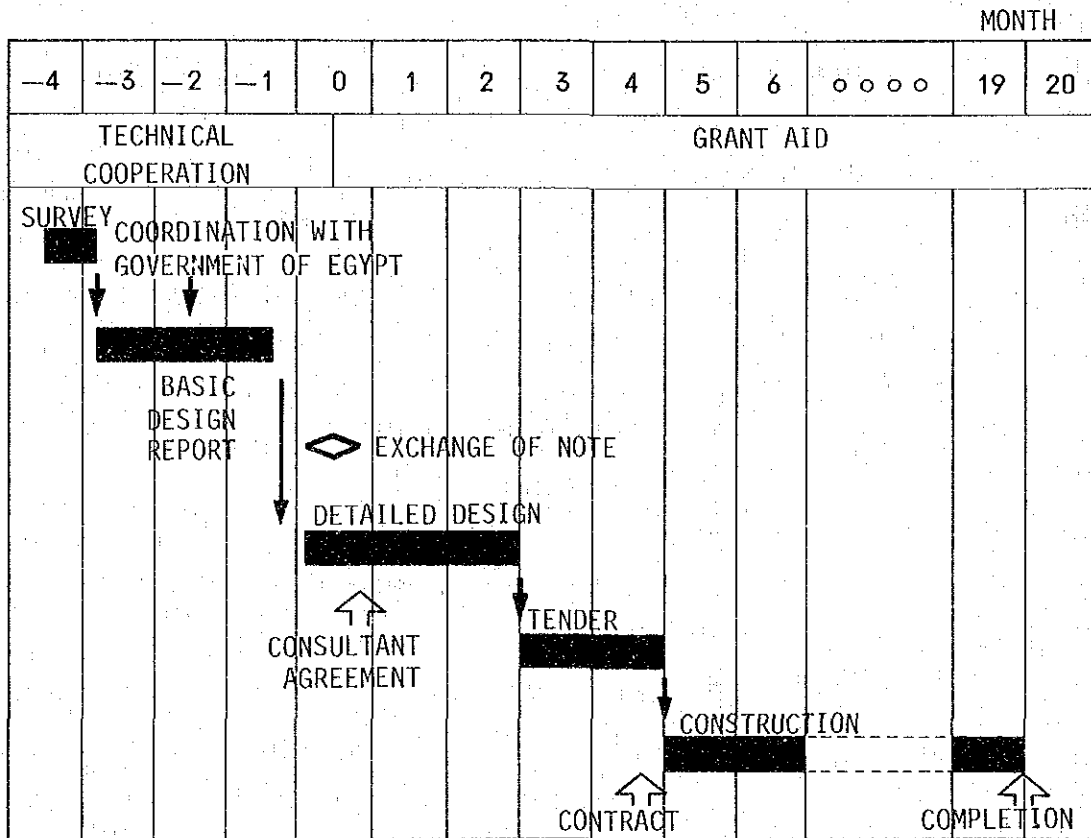 MONTH
—4 —3 —2 —1 0 1 2 3 4 5 6 o o o o 19 20
TECHNICAL
COOPERATION
GRANT AID
SURVEY
COORDINATION WITH
GOVERNMENT OF EGYPT
BASIC
DESIGN
REPORT
EXCHANGE OF NOTE
DETAILED DESIGN
CONSULTANT
AGREEMENT
TENDER
CONSTRUCTION
CONTRACT
COMPLETION